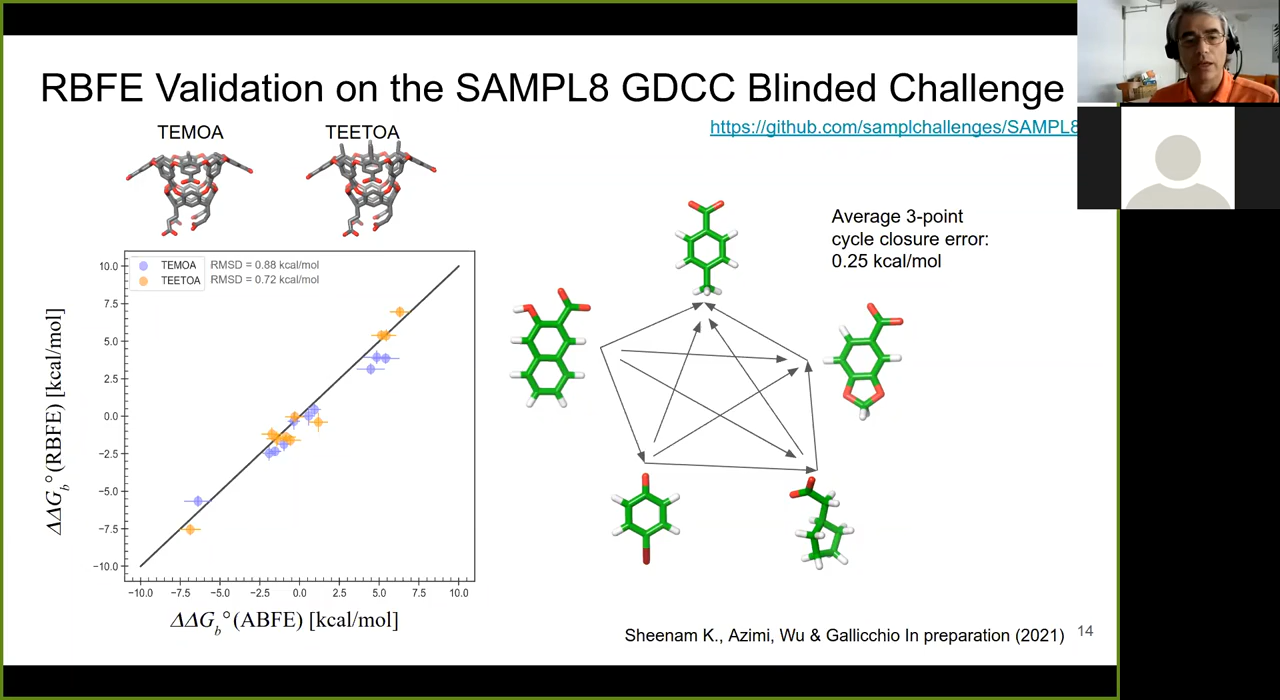 RBFE Validation on the SAMPL8 GDCC Blinded Challenge
https://github.com/samplchallenges/SAMPL8
TEMOA
TEETOA
Average 3-point
cycle closure error:
0.25 kcal/mol
TEMOA RMSD = 0.88 kcal/mol
TEETOA RMSD = 0.72 kcal/mol
10.0
7.5
5.0
2.5
0.0
−2.5
−5.0
−7.5
−10.0
ΔΔG_b°(RBFE) [kcal/mol]
−10.0 −7.5 −5.0 −2.5 0.0 2.5 5.0 7.5 10.0
ΔΔG_b°(ABFE) [kcal/mol]
Sheenam K., Azimi, Wu & Gallicchio In preparation (2021)
14